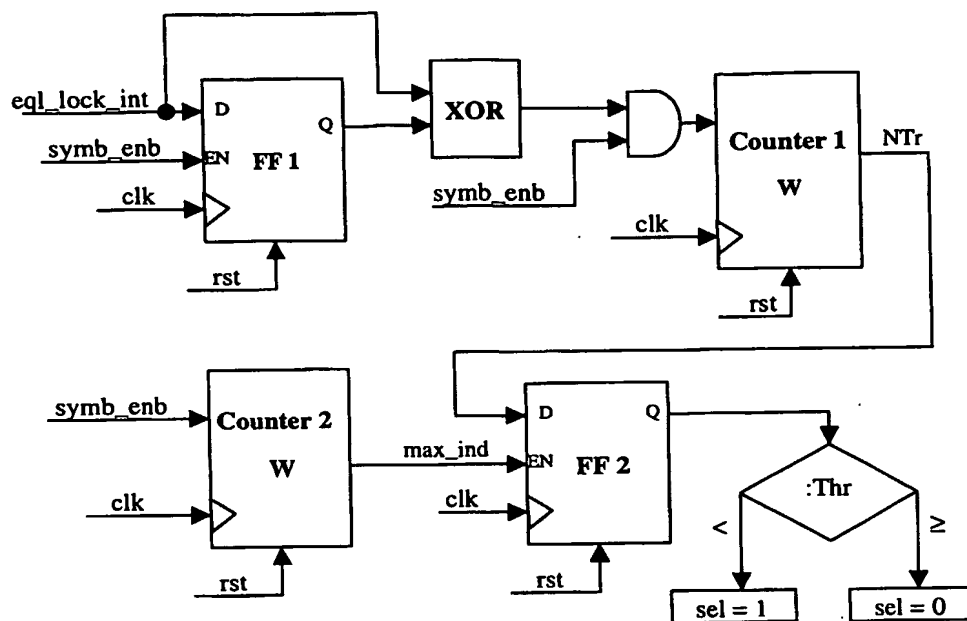 eql_lock_int
D
Q
symb_enb
EN
FF 1
clk
rst
XOR
symb_enb
Counter 1
W
NTr
clk
rst
symb_enb
Counter 2
W
clk
rst
max_ind
D
Q
EN
FF 2
clk
rst
:Thr
<
≥
sel = 1
sel = 0